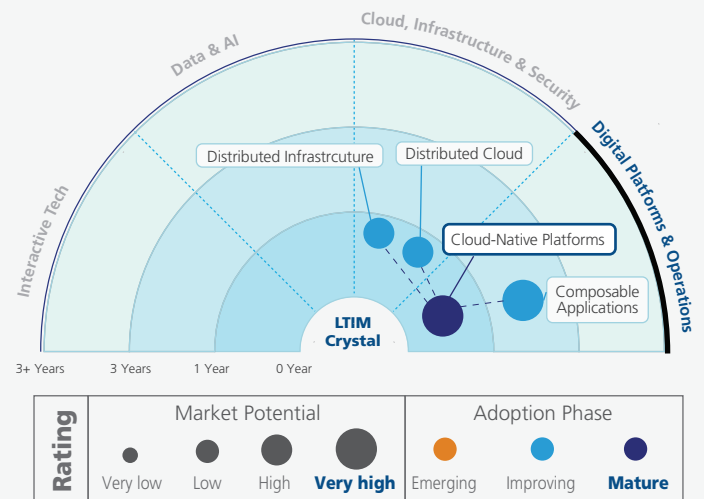 Cloud, Infrastructure & Security
Data & AI
Digital Platforms & Operations
Interactive Tech
Distributed Infrastrcuture
Distributed Cloud
Cloud-Native Platforms
Composable
Applications
LTIM
Crystal
3+ Years
3 Years
1 Year
0 Year
Rating
Market Potential
Adoption Phase
Very low
Low
High
Very high
Emerging
Improving
Mature